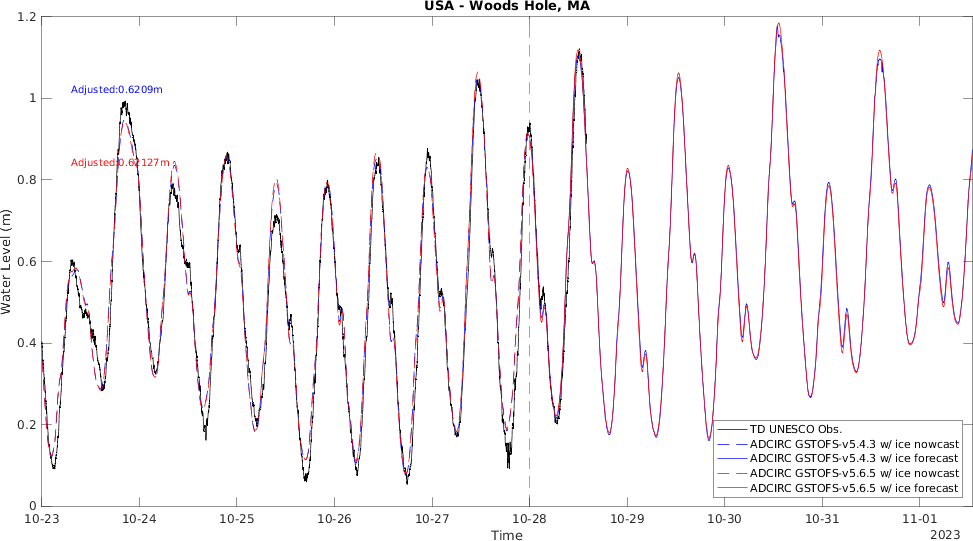 USA - Woods Hole, MA
1.2
1
0.8
0.6
0.4
0.2
0
Water Level (m)
Adjusted:0.6209m
Adjusted:0.62127m
TD UNESCO Obs.
ADCIRC GSTOFS-v5.4.3 w/ ice nowcast
ADCIRC GSTOFS-v5.4.3 w/ ice forecast
ADCIRC GSTOFS-v5.6.5 w/ ice nowcast
ADCIRC GSTOFS-v5.6.5 w/ ice forecast
10-23 10-24 10-25 10-26 10-27 10-28 10-29 10-30 10-31 11-01
Time
2023